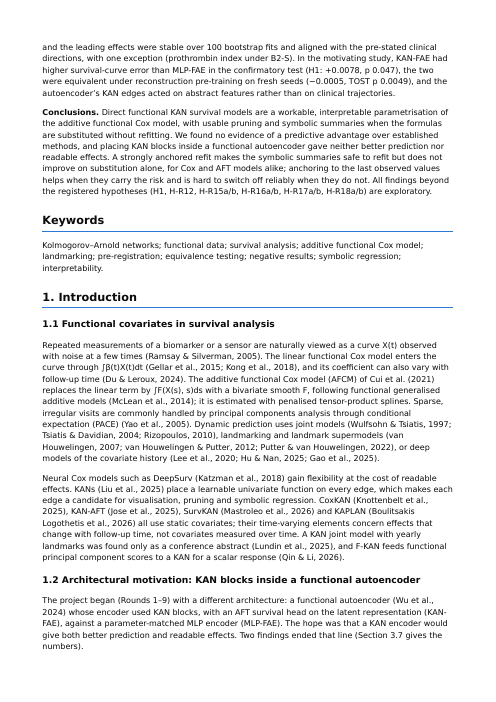 and the leading effects were stable over 100 bootstrap fits and aligned with the pre-stated clinical
directions, with one exception (prothrombin index under B2-S). In the motivating study, KAN-FAE had
higher survival-curve error than MLP-FAE in the confirmatory test (H1: +0.0078, p 0.047), the two
were equivalent under reconstruction pre-training on fresh seeds (−0.0005, TOST p 0.0049), and the
autoencoder’s KAN edges acted on abstract features rather than on clinical trajectories.
Conclusions. Direct functional KAN survival models are a workable, interpretable parametrisation of
the additive functional Cox model, with usable pruning and symbolic summaries when the formulas
are substituted without refitting. We found no evidence of a predictive advantage over established
methods, and placing KAN blocks inside a functional autoencoder gave neither better prediction nor
readable effects. A strongly anchored refit makes the symbolic summaries safe to refit but does not
improve on substitution alone, for Cox and AFT models alike; anchoring to the last observed values
helps when they carry the risk and is hard to switch off reliably when they do not. All findings beyond
the registered hypotheses (H1, H-R12, H-R15a/b, H-R16a/b, H-R17a/b, H-R18a/b) are exploratory.
Keywords
Kolmogorov–Arnold networks; functional data; survival analysis; additive functional Cox model;
landmarking; pre-registration; equivalence testing; negative results; symbolic regression;
interpretability.
1. Introduction
1.1 Functional covariates in survival analysis
Repeated measurements of a biomarker or a sensor are naturally viewed as a curve X(t) observed
with noise at a few times (Ramsay & Silverman, 2005). The linear functional Cox model enters the
curve through ∫β(t)X(t)dt (Gellar et al., 2015; Kong et al., 2018), and its coefficient can also vary with
follow-up time (Du & Leroux, 2024). The additive functional Cox model (AFCM) of Cui et al. (2021)
replaces the linear term by ∫F(X(s), s)ds with a bivariate smooth F, following functional generalised
additive models (McLean et al., 2014); it is estimated with penalised tensor-product splines. Sparse,
irregular visits are commonly handled by principal components analysis through conditional
expectation (PACE) (Yao et al., 2005). Dynamic prediction uses joint models (Wulfsohn & Tsiatis, 1997;
Tsiatis & Davidian, 2004; Rizopoulos, 2010), landmarking and landmark supermodels (van
Houwelingen, 2007; van Houwelingen & Putter, 2012; Putter & van Houwelingen, 2022), or deep
models of the covariate history (Lee et al., 2020; Hu & Nan, 2025; Gao et al., 2025).
Neural Cox models such as DeepSurv (Katzman et al., 2018) gain flexibility at the cost of readable
effects. KANs (Liu et al., 2025) place a learnable univariate function on every edge, which makes each
edge a candidate for visualisation, pruning and symbolic regression. CoxKAN (Knottenbelt et al.,
2025), KAN-AFT (Jose et al., 2025), SurvKAN (Mastroleo et al., 2026) and KAPLAN (Boulitsakis
Logothetis et al., 2026) all use static covariates; their time-varying elements concern effects that
change with follow-up time, not covariates measured over time. A KAN joint model with yearly
landmarks was found only as a conference abstract (Lundin et al., 2025), and F-KAN feeds functional
principal component scores to a KAN for a scalar response (Qin & Li, 2026).
1.2 Architectural motivation: KAN blocks inside a functional autoencoder
The project began (Rounds 1–9) with a different architecture: a functional autoencoder (Wu et al.,
2024) whose encoder used KAN blocks, with an AFT survival head on the latent representation (KAN-
FAE), against a parameter-matched MLP encoder (MLP-FAE). The hope was that a KAN encoder would
give both better prediction and readable effects. Two findings ended that line (Section 3.7 gives the
numbers).